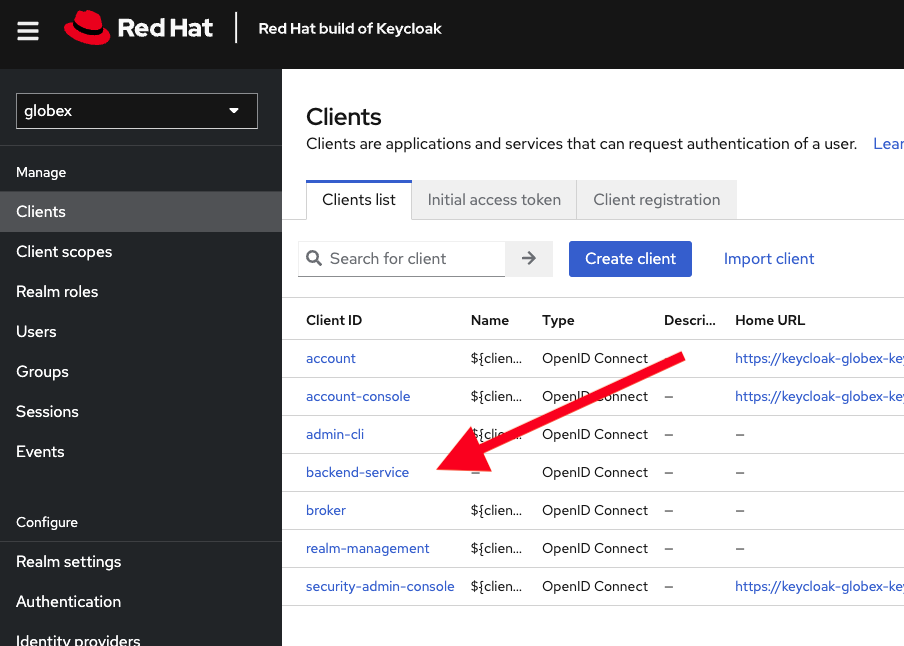 Red Hat
Red Hat build of Keycloak
globex
Manage
Clients
Client scopes
Realm roles
Users
Groups
Sessions
Events
Configure
Realm settings
Authentication
Identity providers
Clients
Clients are applications and services that can request authentication of a user. Lear
Clients list Initial access token Client registration
Search for client Create client Import client
Client ID Name Type Descri... Home URL
account ${clien... OpenID Connect – https://keycloak-globex-key
account-console ${clien... OpenID Connect – https://keycloak-globex-key
admin-cli ${clien... OpenID Connect – –
backend-service – OpenID Connect – –
broker ${clien... OpenID Connect – –
realm-management ${clien... OpenID Connect – –
security-admin-console ${clien... OpenID Connect – https://keycloak-globex-key